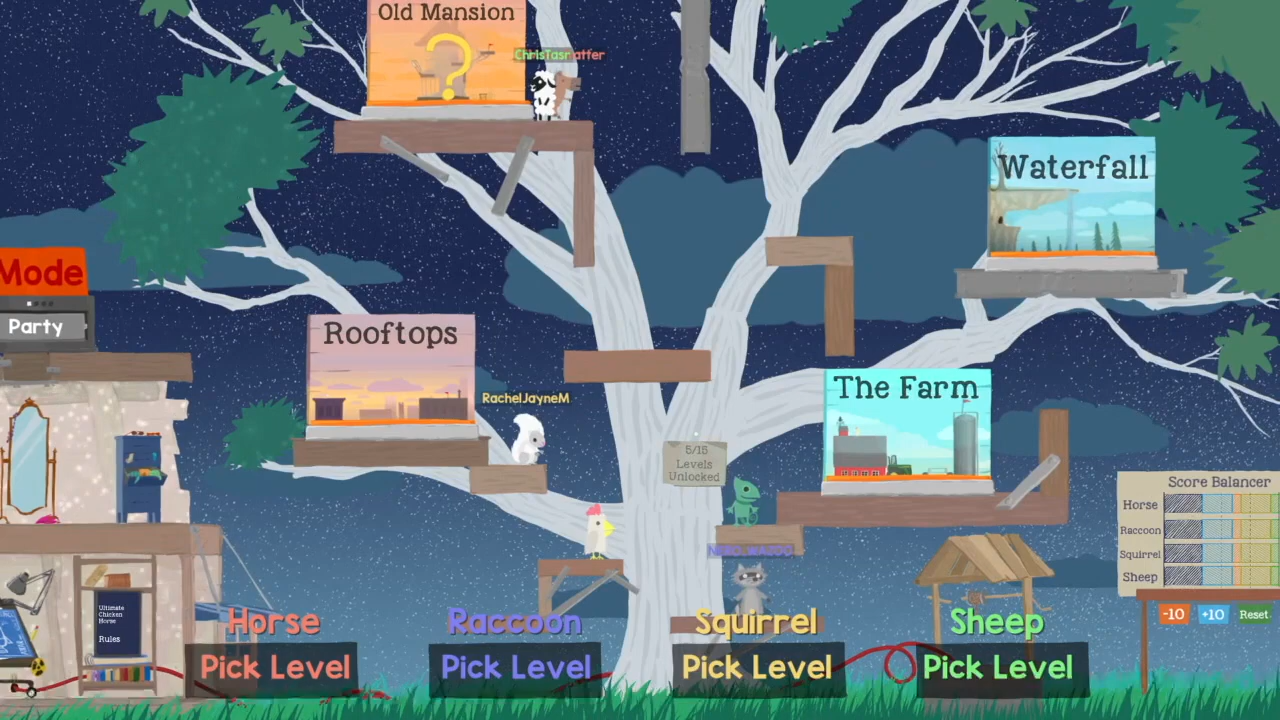 Old Mansion
?
ChrisTasr
affer
Waterfall
Mode
Party
Rooftops
RachelJayneM
The Farm
5/15
Levels
Unlocked
Score Balancer
Horse
Raccoon
Squirrel
Sheep
-10
+10
Reset
Ultimate
Chicken
Horse
Rules
Horse
Raccoon
Squirrel
Sheep
Pick Level
Pick Level
Pick Level
Pick Level